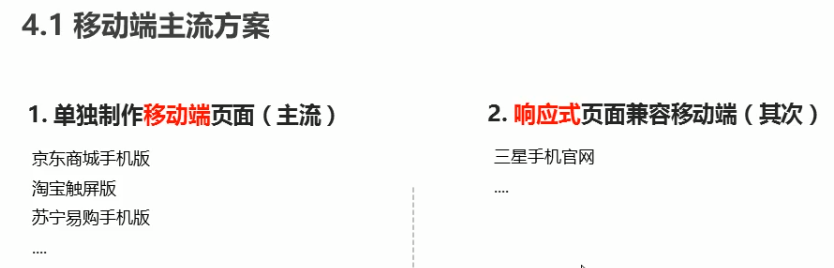 4.1 移动端主流方案
1. 单独制作移动端页面（主流）
京东商城手机版
淘宝触屏版
苏宁易购手机版
....
2. 响应式页面兼容移动端（其次）
三星手机官网
....